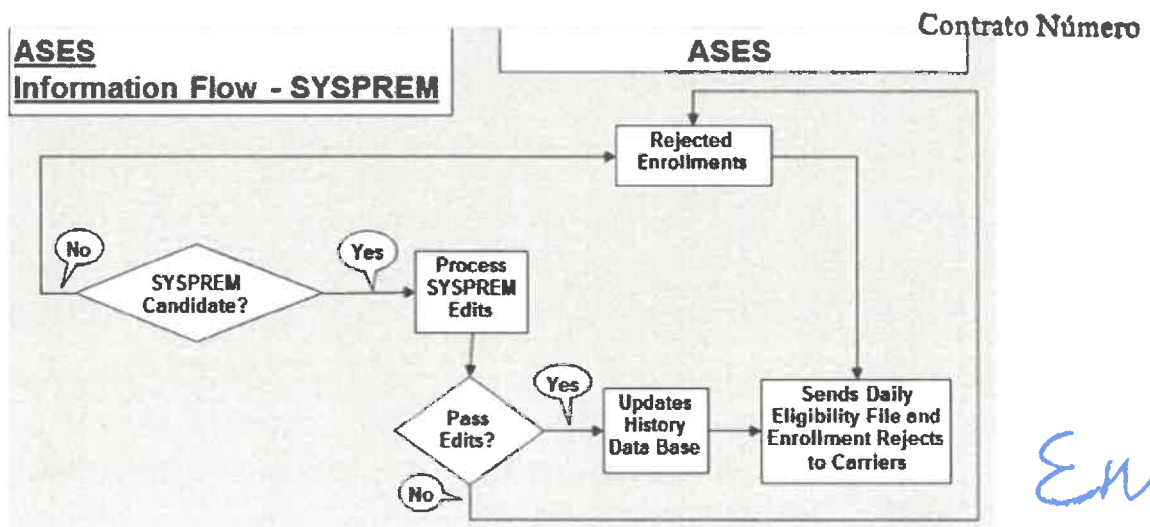 Contrato Número
ASES
Information Flow - SYSPREM
ASES
Rejected
Enrollments
No
SYSPREM
Candidate?
Yes
Process
SYSPREM
Edits
Pass
Edits?
Yes
Updates
History
Data Base
Sends Daily
Eligibility File and
Enrollment Rejects
to Carriers
No